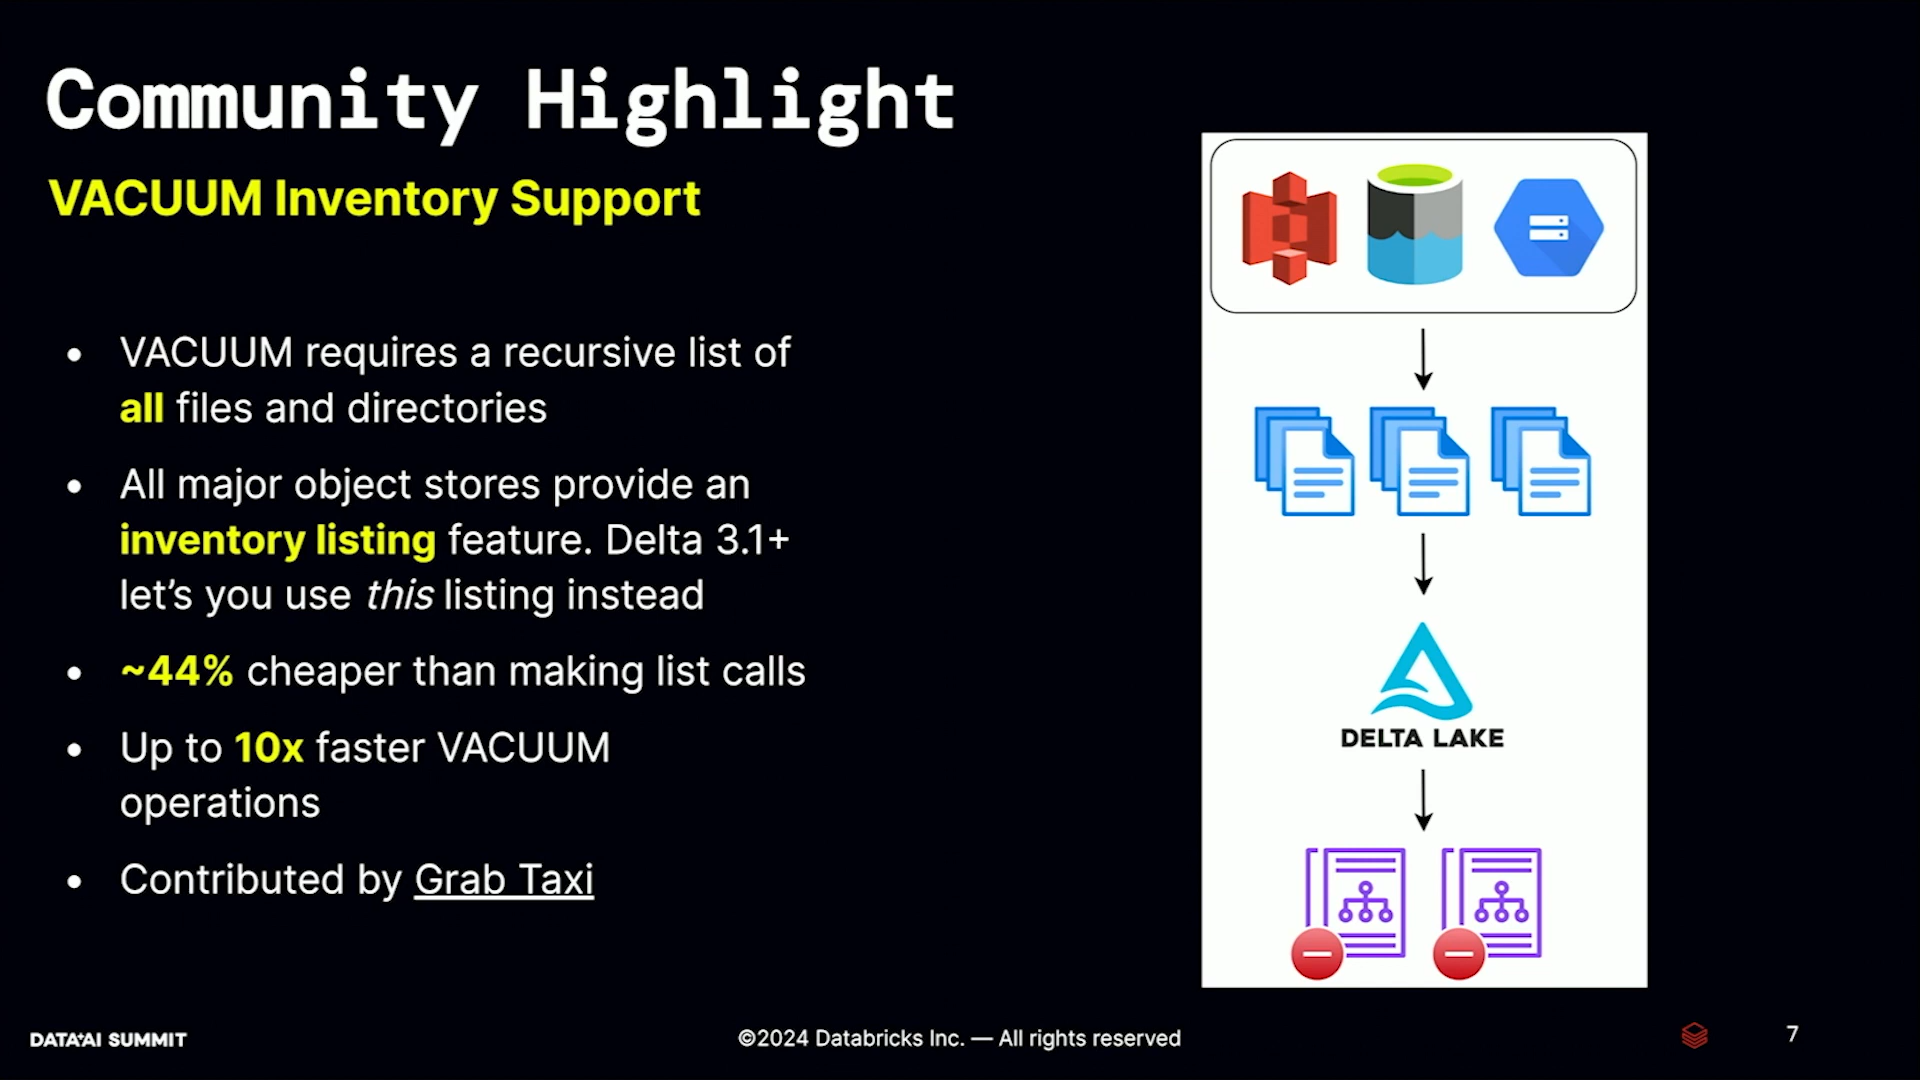 Community Highlight
VACUUM Inventory Support
VACUUM requires a recursive list of
all files and directories
All major object stores provide an
inventory listing feature. Delta 3.1+
let's you use this listing instead
~44% cheaper than making list calls
Up to 10x faster VACUUM
operations
Contributed by Grab Taxi
DELTA LAKE
DATA+AI SUMMIT
©2024 Databricks Inc. — All rights reserved
7